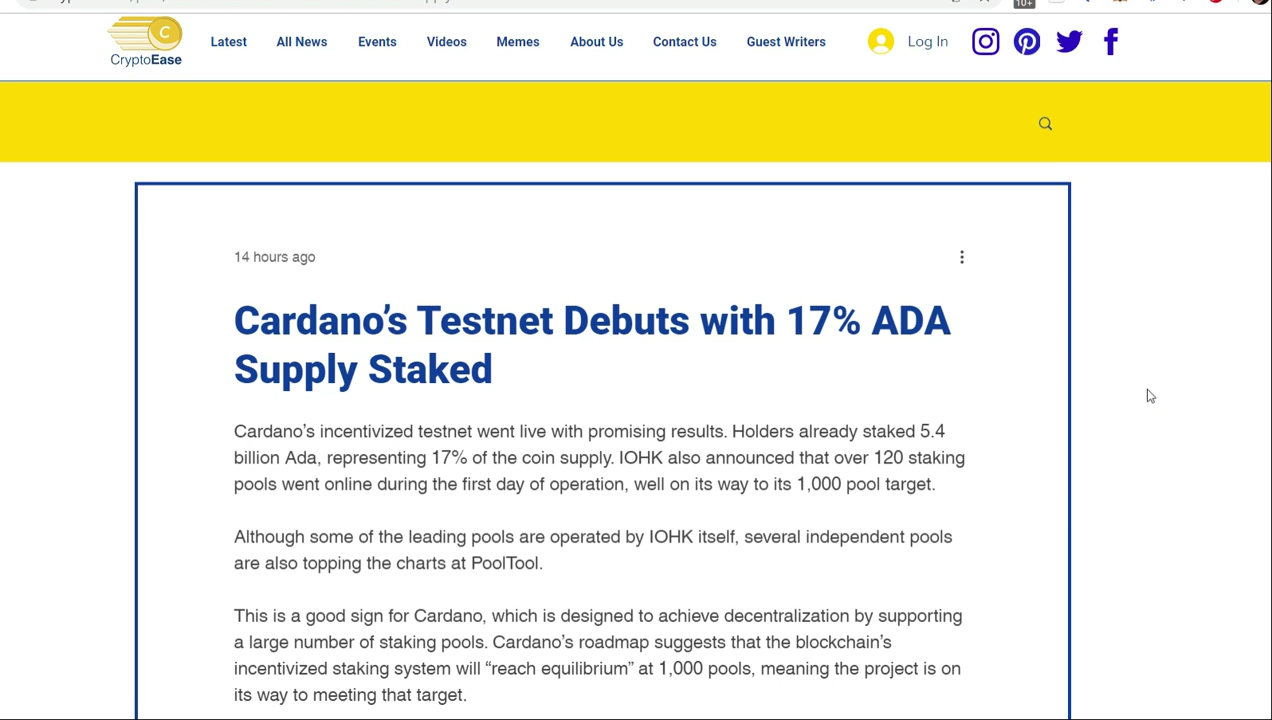 10+
C
CryptoEase
Latest All News Events Videos Memes About Us Contact Us Guest Writers Log In
14 hours ago
Cardano’s Testnet Debuts with 17% ADA
Supply Staked
Cardano’s incentivized testnet went live with promising results. Holders already staked 5.4
billion Ada, representing 17% of the coin supply. IOHK also announced that over 120 staking
pools went online during the first day of operation, well on its way to its 1,000 pool target.
Although some of the leading pools are operated by IOHK itself, several independent pools
are also topping the charts at PoolTool.
This is a good sign for Cardano, which is designed to achieve decentralization by supporting
a large number of staking pools. Cardano’s roadmap suggests that the blockchain’s
incentivized staking system will “reach equilibrium” at 1,000 pools, meaning the project is on
its way to meeting that target.